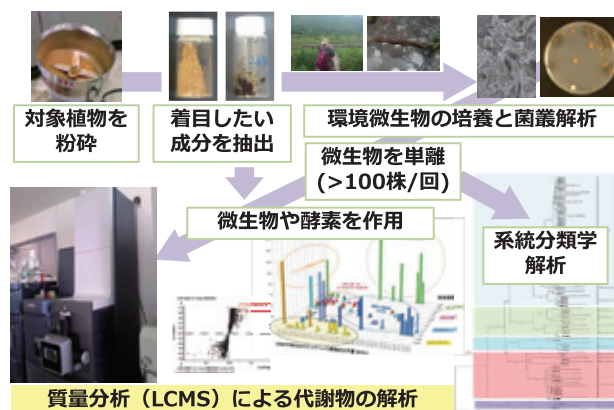 対象植物を
粉砕
着目したい
成分を抽出
環境微生物の培養と菌叢解析
微生物を単離
(>100株/回)
微生物や酵素を作用
系統分類学
解析
質量分析（LCMS）による代謝物の解析